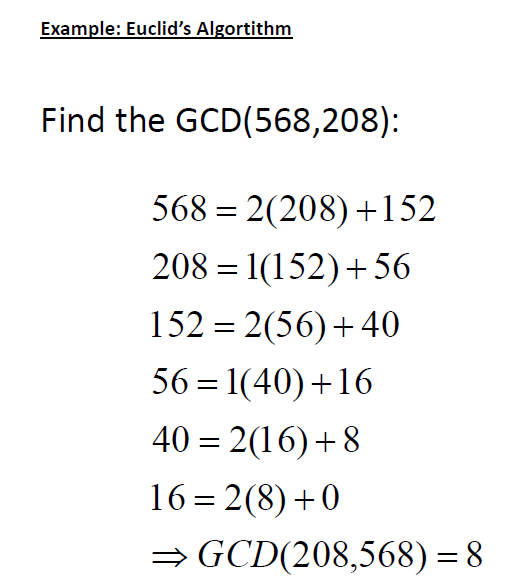 Example: Euclid’s Algortithm
Find the GCD(568,208):
568 = 2(208) + 152
208 = 1(152) + 56
152 = 2(56) + 40
56 = 1(40) + 16
40 = 2(16) + 8
16 = 2(8) + 0
⇒ GCD(208,568) = 8